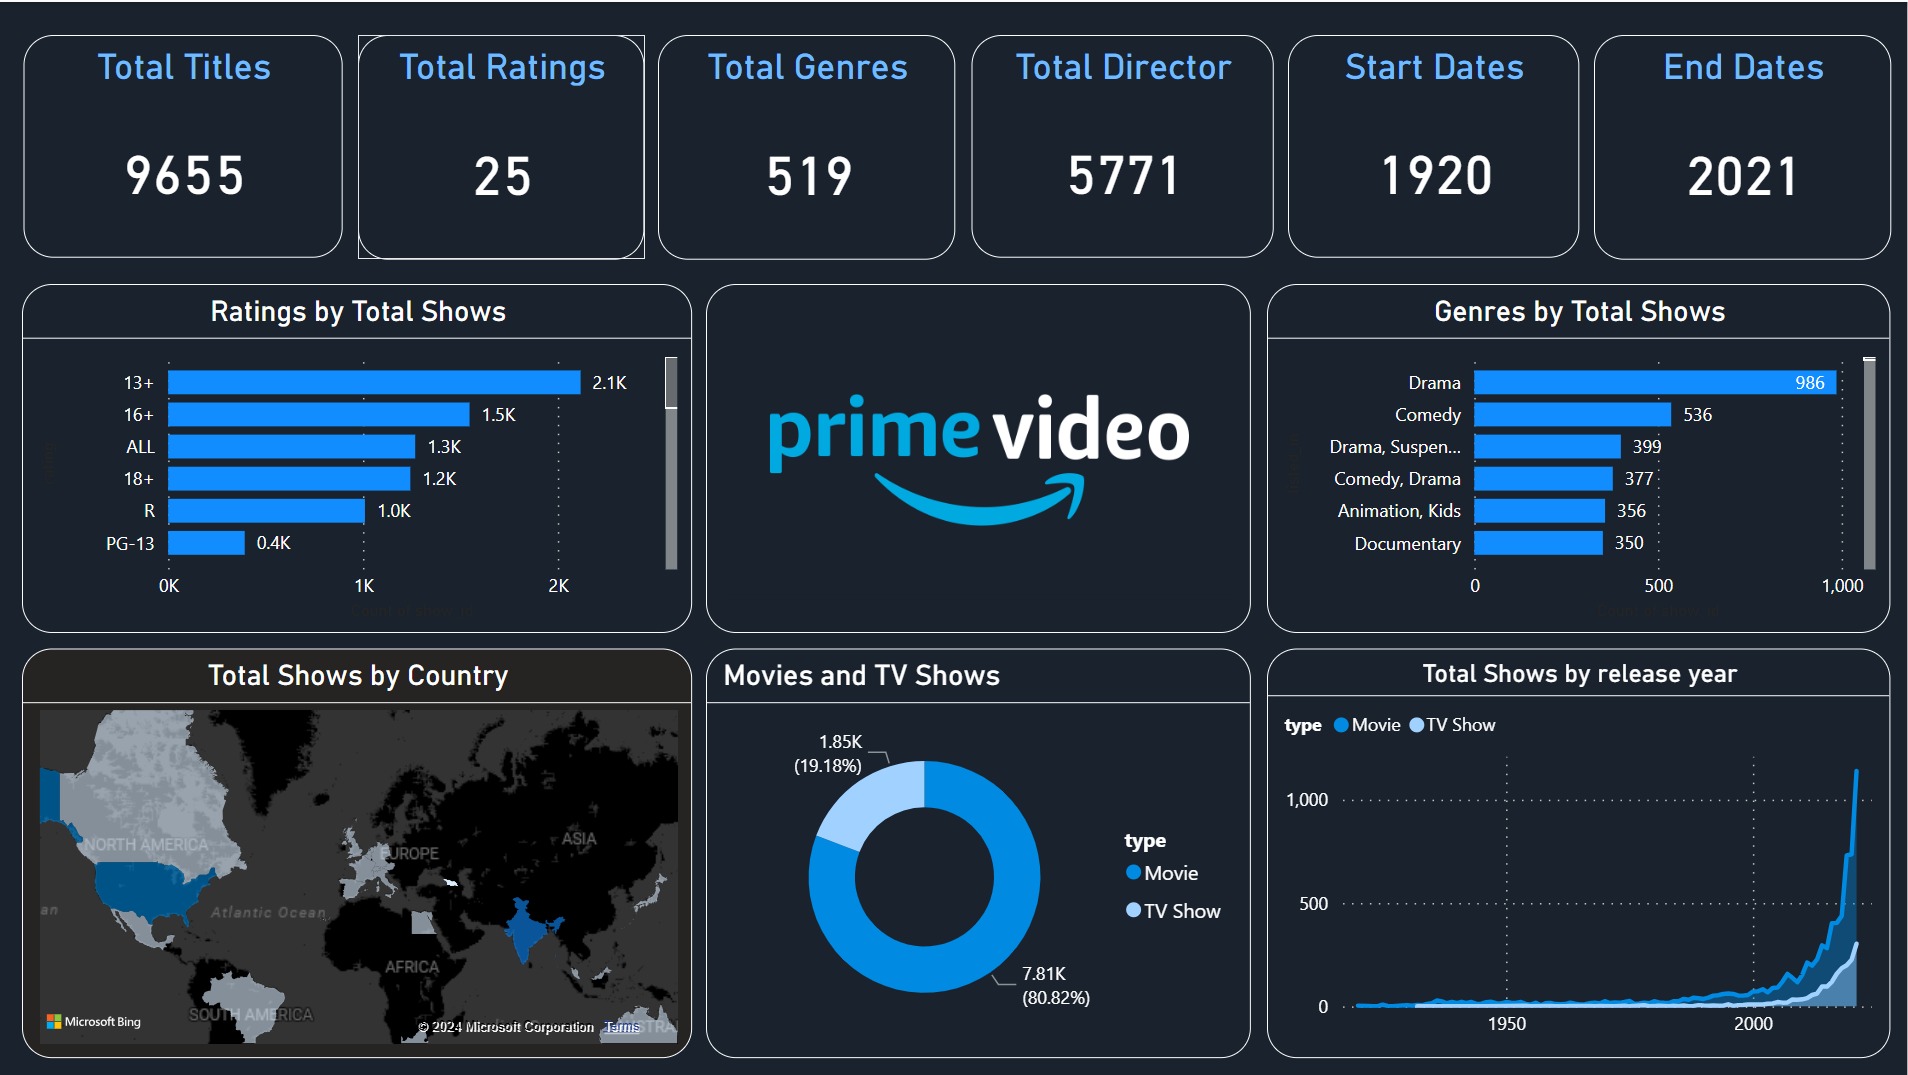 Total Titles
Total Ratings
Total Genres
Total Director
Start Dates
End Dates
9655
25
519
5771
1920
2021
Ratings by Total Shows
13+
2.1K
16+
1.5K
ALL
1.3K
18+
1.2K
R
1.0K
PG-13
0.4K
0K
1K
2K
prime video
Genres by Total Shows
Drama
986
Comedy
536
Drama, Suspen...
399
Comedy, Drama
377
Animation, Kids
356
Documentary
350
0
500
1,000
Total Shows by Country
NORTH AMERICA
EUROPE
ASIA
an
Atlantic Ocean
AFRICA
SOUTH AMERICA
AUSTRA
Microsoft Bing
© 2024 Microsoft Corporation Terms
Movies and TV Shows
1.85K
(19.18%)
7.81K
(80.82%)
type
Movie
TV Show
Total Shows by release year
type Movie TV Show
1,000
500
0
1950
2000